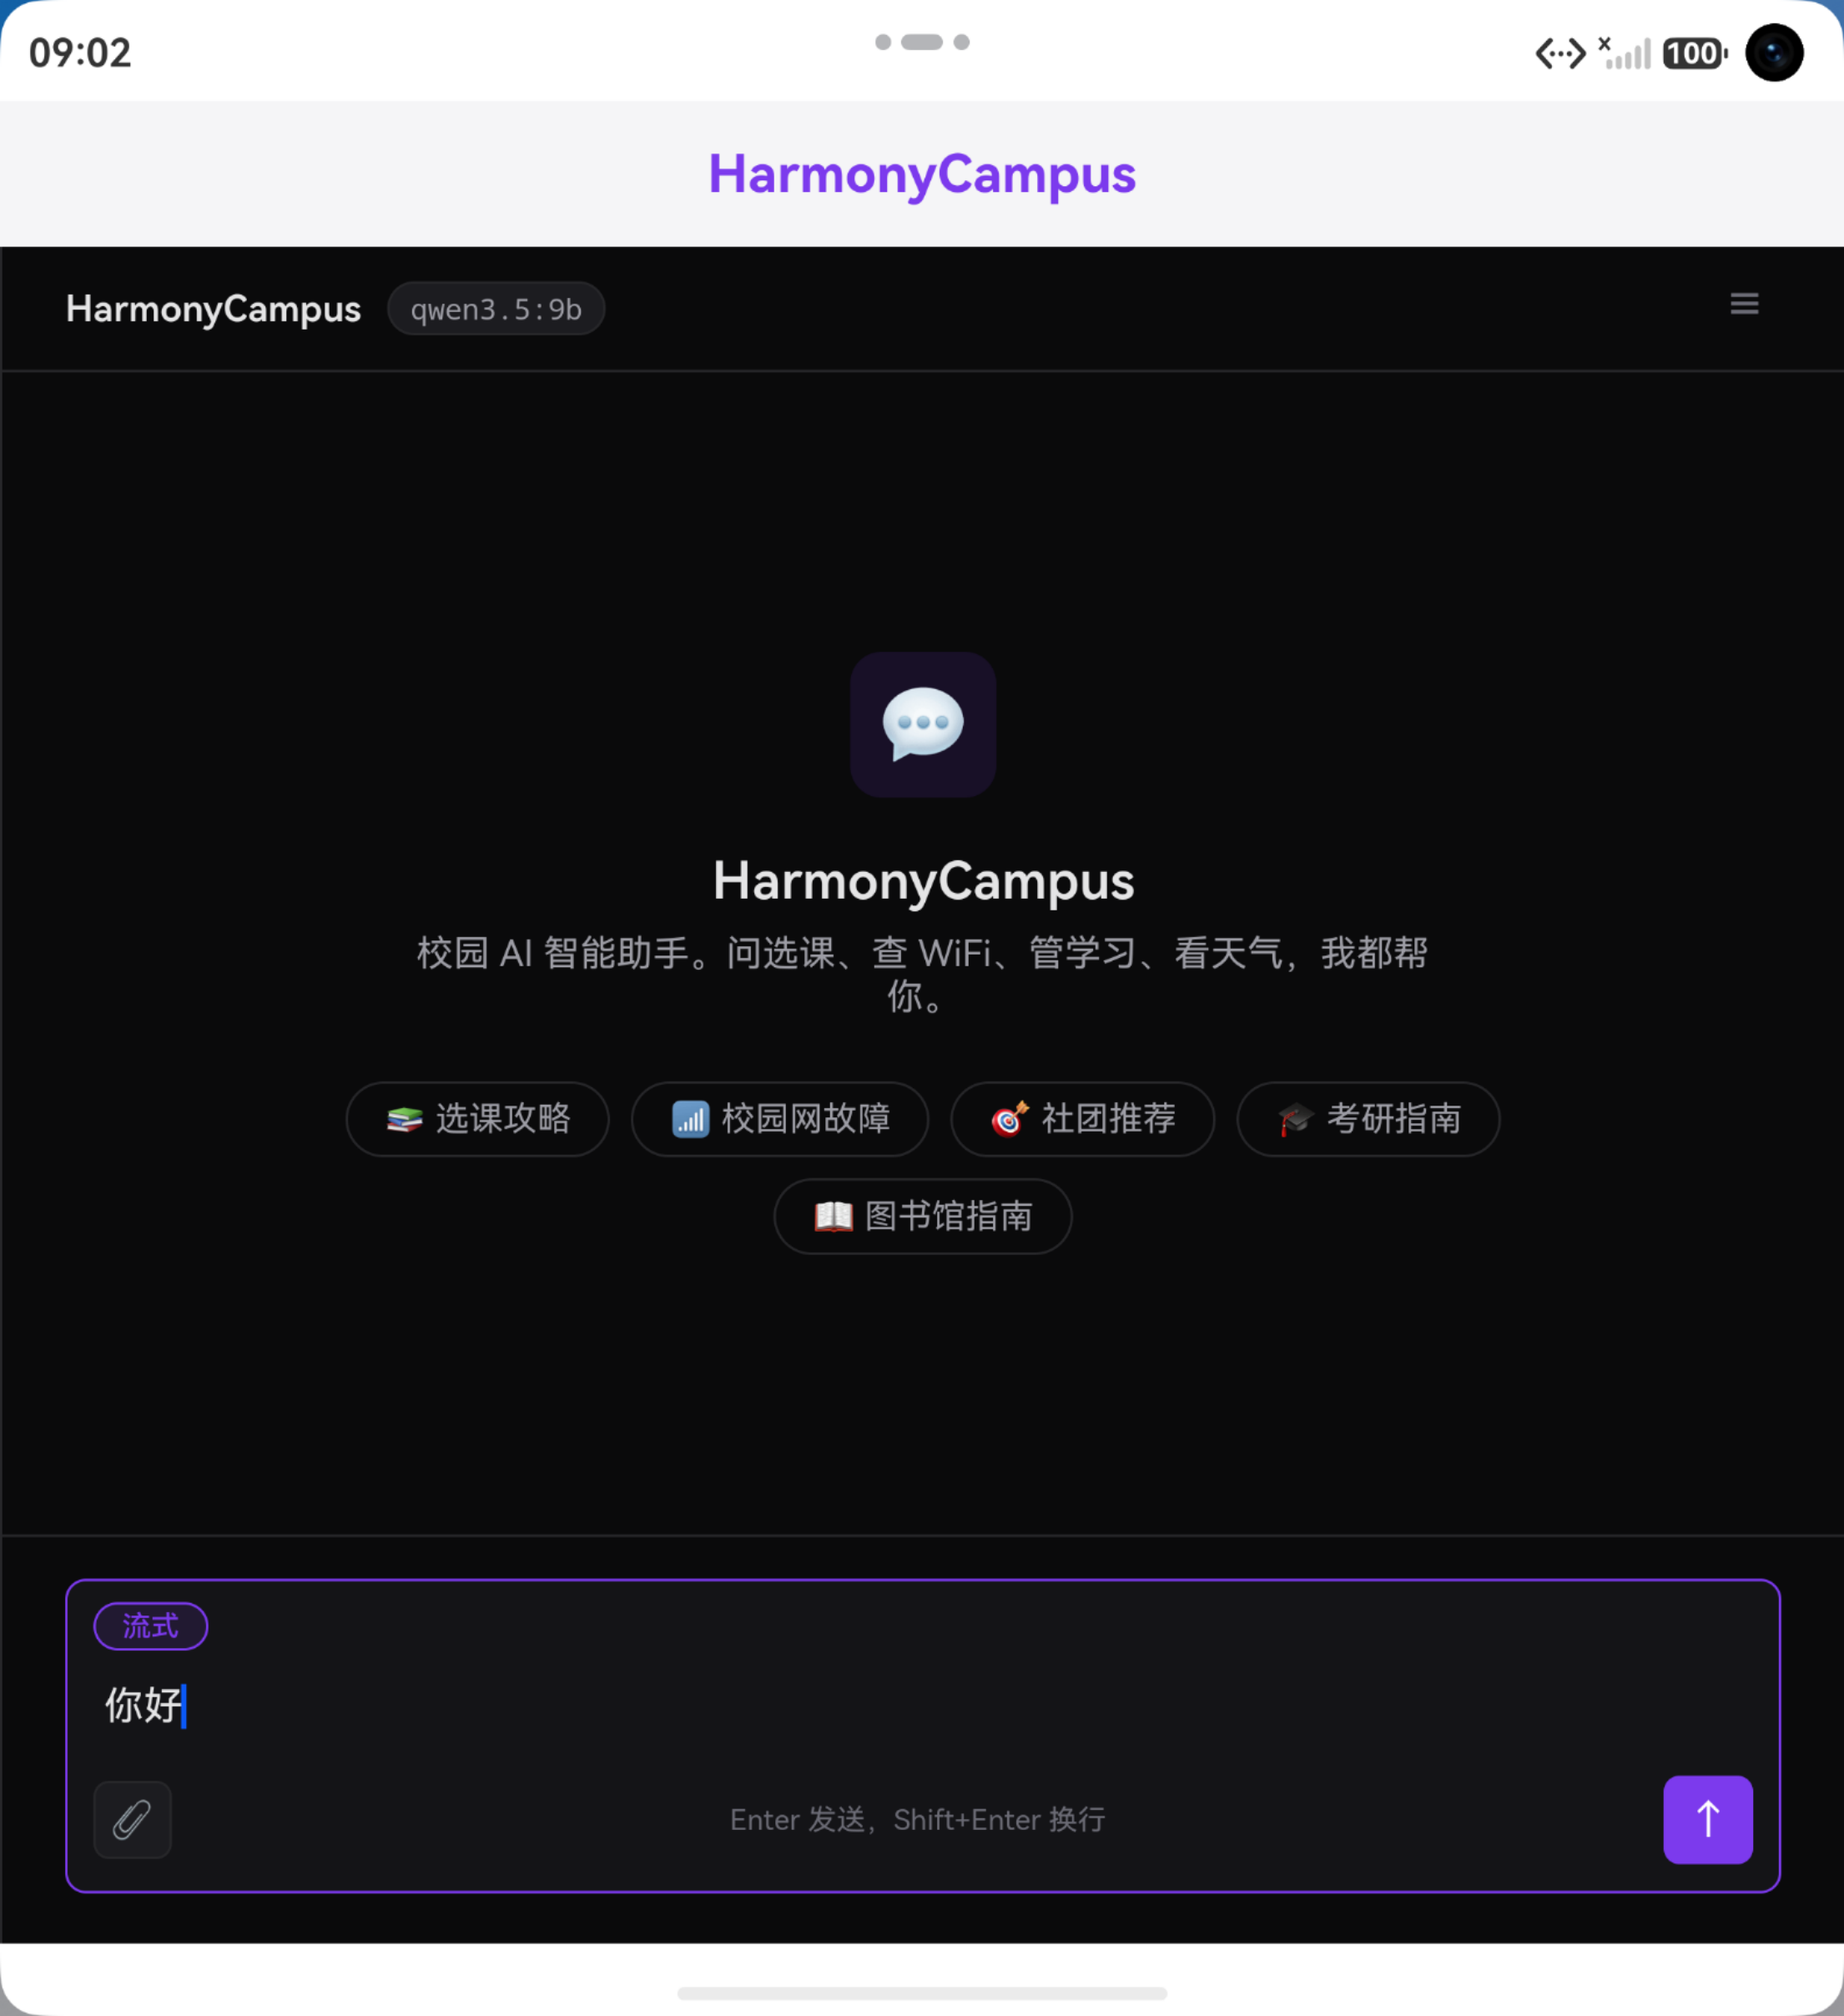 09:02
100
HarmonyCampus
HarmonyCampus
qwen3.5:9b
HarmonyCampus
校园 AI 智能助手。问选课、查 WiFi、管学习、看天气，我都帮
你。
选课攻略
校园网故障
社团推荐
考研指南
图书馆指南
流式
你好
Enter 发送，Shift+Enter 换行